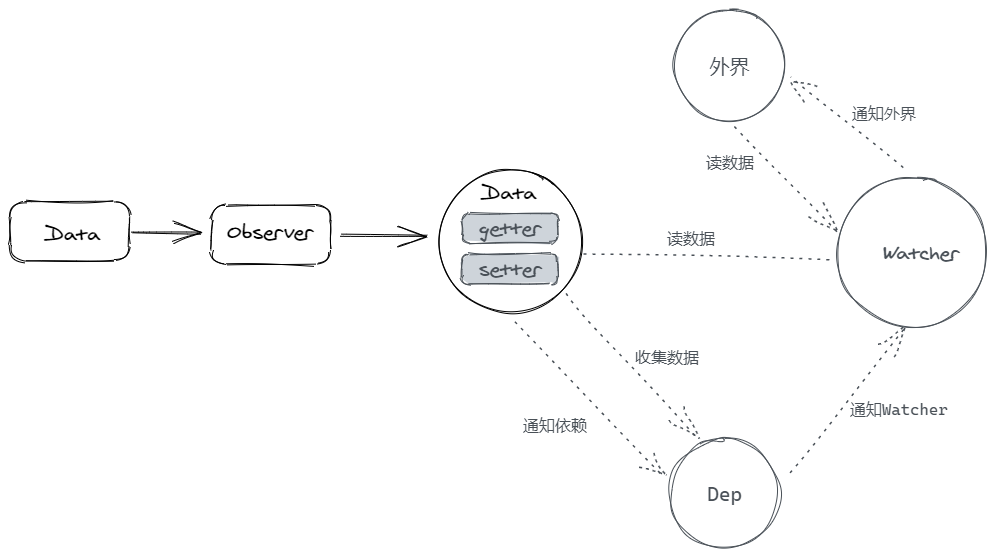 外界
通知外界
读数据
Data
getter
setter
Data
Observer
读数据
Watcher
收集数据
通知依赖
通知Watcher
Dep